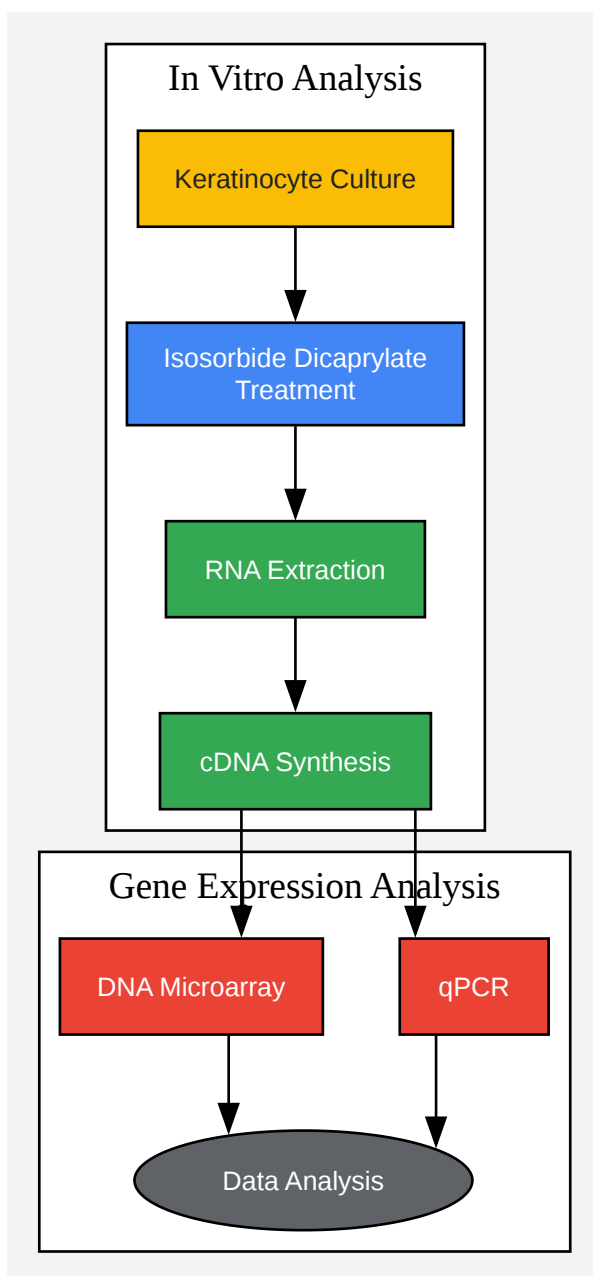 In Vitro Analysis
Keratinocyte Culture
Isosorbide Dicaprylate
Treatment
RNA Extraction
cDNA Synthesis
Gene Expression Analysis
DNA Microarray
qPCR
Data Analysis